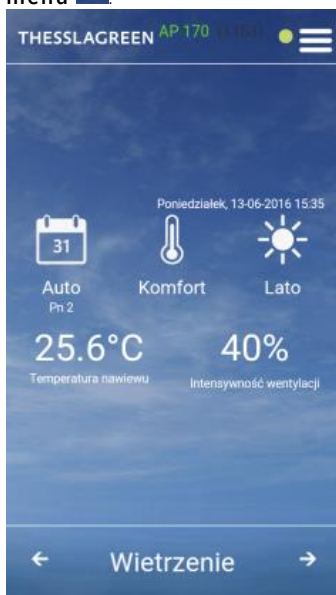 menu
THESSLAGREEN AP 170
Poniedziałek, 13-06-2016 15:35
31
Auto Komfort Lato
Pn 2
25.6°C 40%
Temperatura nawiewu Intensywność wentylacji
Wietrzenie